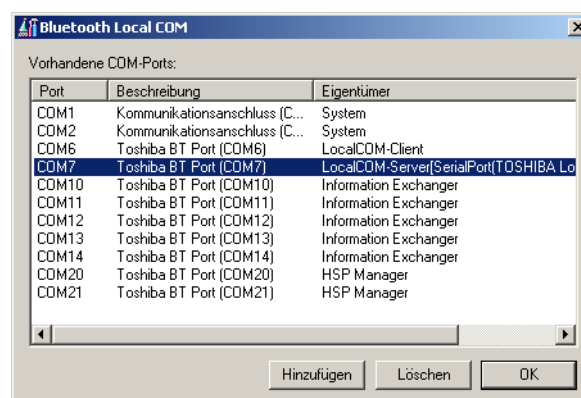 Bluetooth Local COM
Vorhandene COM-Ports:
Port Beschreibung Eigentümer
COM1 Kommunikationsanschluss (C... System
COM2 Kommunikationsanschluss (C... System
COM6 Toshiba BT Port (COM6) LocalCOM-Client
COM7 Toshiba BT Port (COM7) LocalCOM-Server[SerialPort(TOSHIBA Lo
COM10 Toshiba BT Port (COM10) Information Exchanger
COM11 Toshiba BT Port (COM11) Information Exchanger
COM12 Toshiba BT Port (COM12) Information Exchanger
COM13 Toshiba BT Port (COM13) Information Exchanger
COM14 Toshiba BT Port (COM14) Information Exchanger
COM20 Toshiba BT Port (COM20) HSP Manager
COM21 Toshiba BT Port (COM21) HSP Manager
Hinzufügen Löschen OK